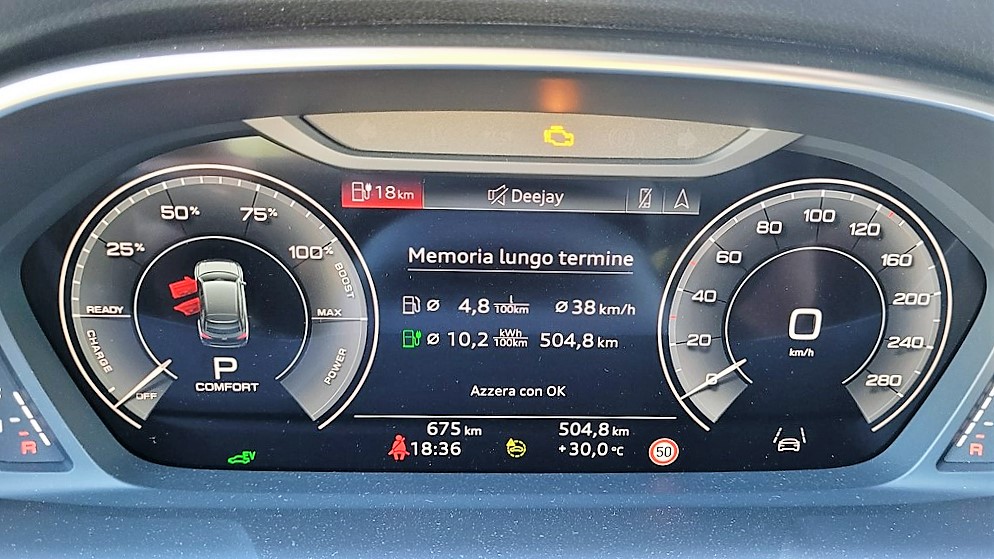 18 km
Deejay
Memoria lungo termine
Ø 4,8 l/100km Ø 38 km/h
Ø 10,2 kWh/100km 504,8 km
Azzera con OK
675 km 504,8 km
18:36 +30,0 °C
50
EV
25%
50%
75%
100%
BOOST
READY
MAX
CHARGE
POWER
OFF
P
COMFORT
0
20
40
60
80
100
120
160
200
240
280
0
km/h
R
R